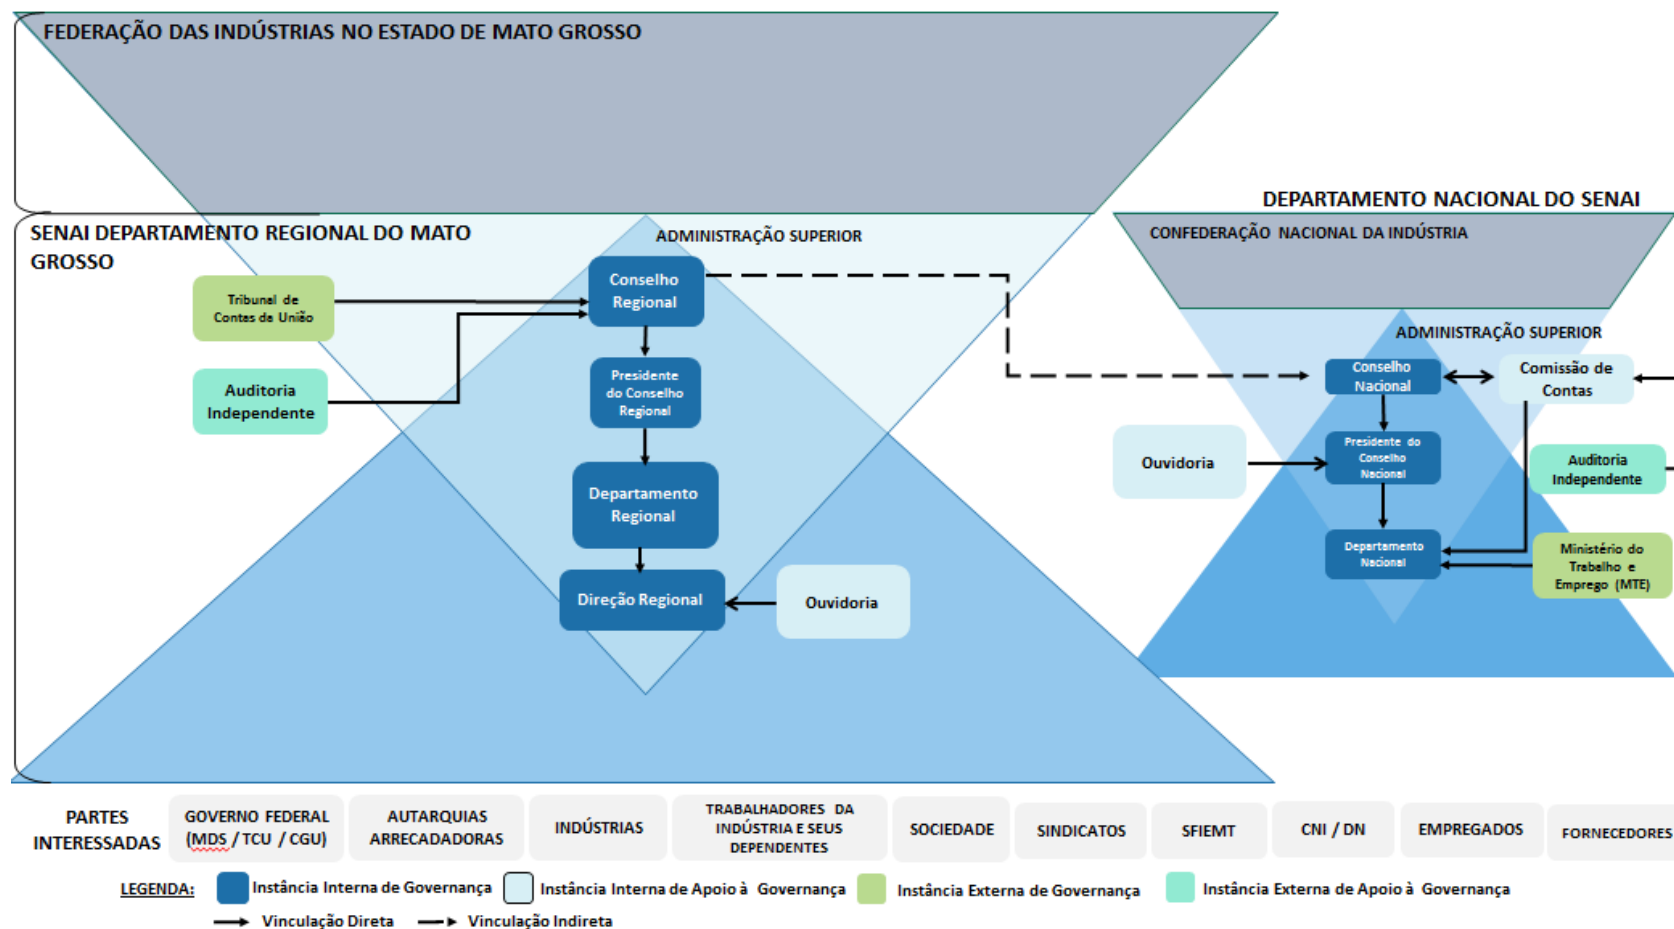 FEDERAÇÃO DAS INDÚSTRIAS NO ESTADO DE MATO GROSSO
SENAI DEPARTAMENTO REGIONAL DO MATO
GROSSO
ADMINISTRAÇÃO SUPERIOR
Conselho
Regional
Tribunal de
Contas da União
Auditoria
Independente
Presidente
do Conselho
Regional
Departamento
Regional
Direção Regional
Ouvidoria
DEPARTAMENTO NACIONAL DO SENAI
CONFEDERAÇÃO NACIONAL DA INDÚSTRIA
ADMINISTRAÇÃO SUPERIOR
Conselho
Nacional
Comissão de
Contas
Ouvidoria
Presidente do
Conselho
Nacional
Auditoria
Independente
Departamento
Nacional
Ministério do
Trabalho e
Emprego (MTE)
PARTES
INTERESSADAS
GOVERNO FEDERAL
(MDS / TCU / CGU)
AUTARQUIAS
ARRECADADORAS
INDÚSTRIAS
TRABALHADORES DA
INDÚSTRIA E SEUS
DEPENDENTES
SOCIEDADE
SINDICATOS
SFIEMT
CNI / DN
EMPREGADOS
FORNECEDORES
LEGENDA:
Instância Interna de Governança
Instância Interna de Apoio à Governança
Instância Externa de Governança
Instância Externa de Apoio à Governança
Vinculação Direta
Vinculação Indireta